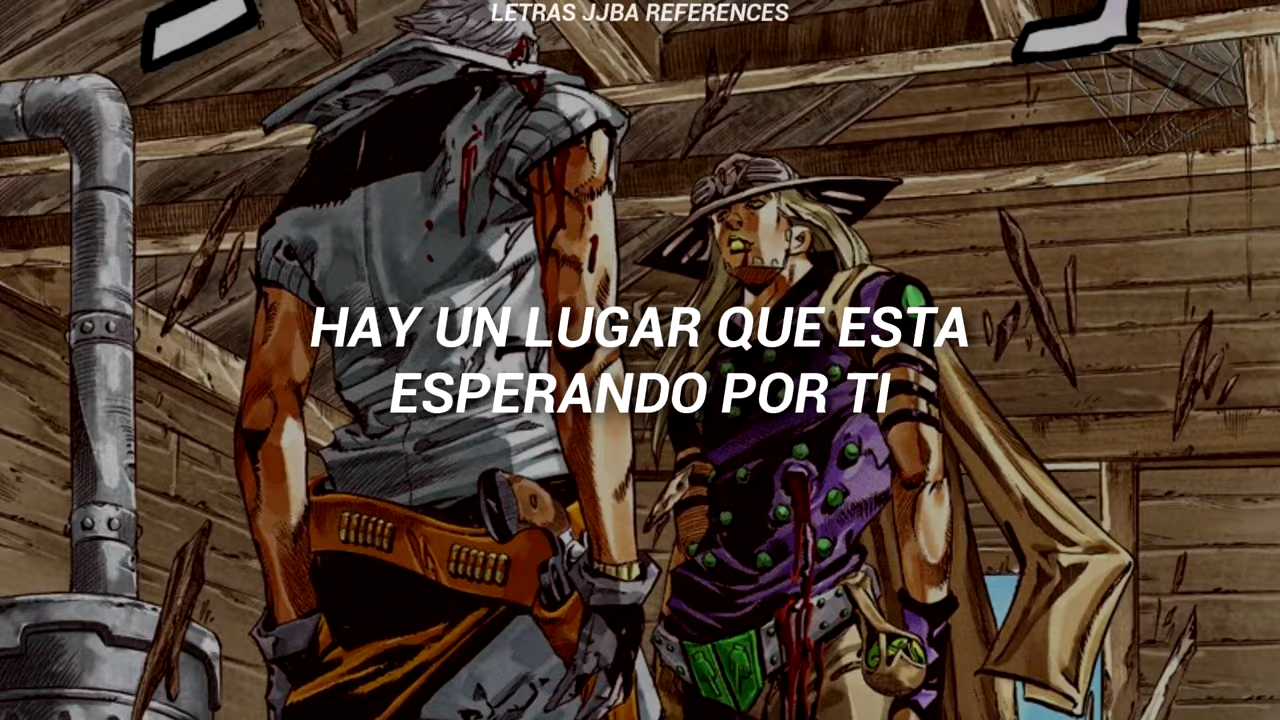 LETRAS JJBA REFERENCES
HAY UN LUGAR QUE ESTA
ESPERANDO POR TI